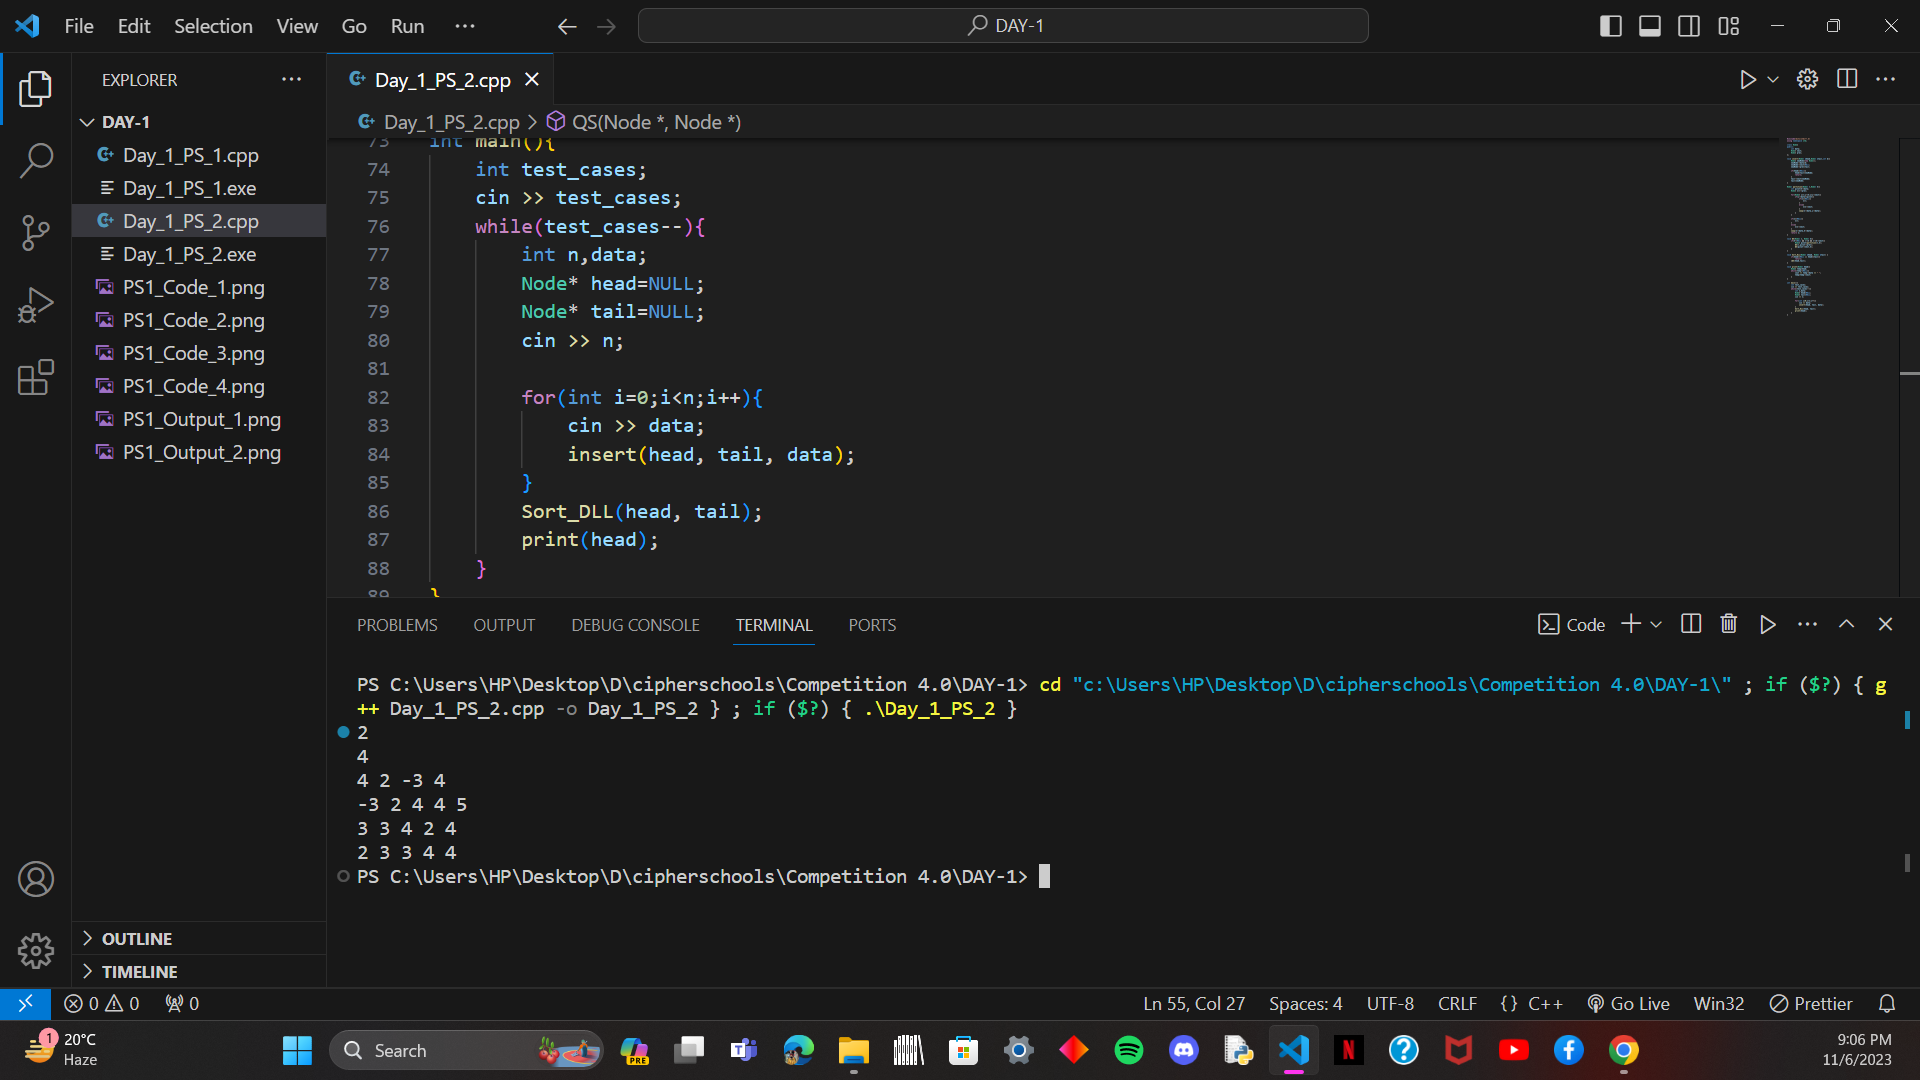 File Edit Selection View Go Run ···
DAY-1
EXPLORER
DAY-1
Day_1_PS_1.cpp
Day_1_PS_1.exe
Day_1_PS_2.cpp
Day_1_PS_2.exe
PS1_Code_1.png
PS1_Code_2.png
PS1_Code_3.png
PS1_Code_4.png
PS1_Output_1.png
PS1_Output_2.png
OUTLINE
TIMELINE
Day_1_PS_2.cpp
Day_1_PS_2.cpp > QS(Node *, Node *)
73 int main(){
74 int test_cases;
75 cin >> test_cases;
76 while(test_cases--){
77 int n,data;
78 Node* head=NULL;
79 Node* tail=NULL;
80 cin >> n;
81
82 for(int i=0;i<n;i++){
83 cin >> data;
84 insert(head, tail, data);
85 }
86 Sort_DLL(head, tail);
87 print(head);
88 }
89 }
PROBLEMS OUTPUT DEBUG CONSOLE TERMINAL PORTS
Code
PS C:\Users\HP\Desktop\D\cipherschools\Competition 4.0\DAY-1> cd "c:\Users\HP\Desktop\D\cipherschools\Competition 4.0\DAY-1\" ; if ($?) { g
++ Day_1_PS_2.cpp -o Day_1_PS_2 } ; if ($?) { .\Day_1_PS_2 }
2
4
4 2 -3 4
-3 2 4 4 5
3 3 4 2 4
2 3 3 4 4
PS C:\Users\HP\Desktop\D\cipherschools\Competition 4.0\DAY-1>
0 0 0
Ln 55, Col 27 Spaces: 4 UTF-8 CRLF {} C++ Go Live Win32 Prettier
1
20°C
Haze
Search
PRE
9:06 PM
11/6/2023